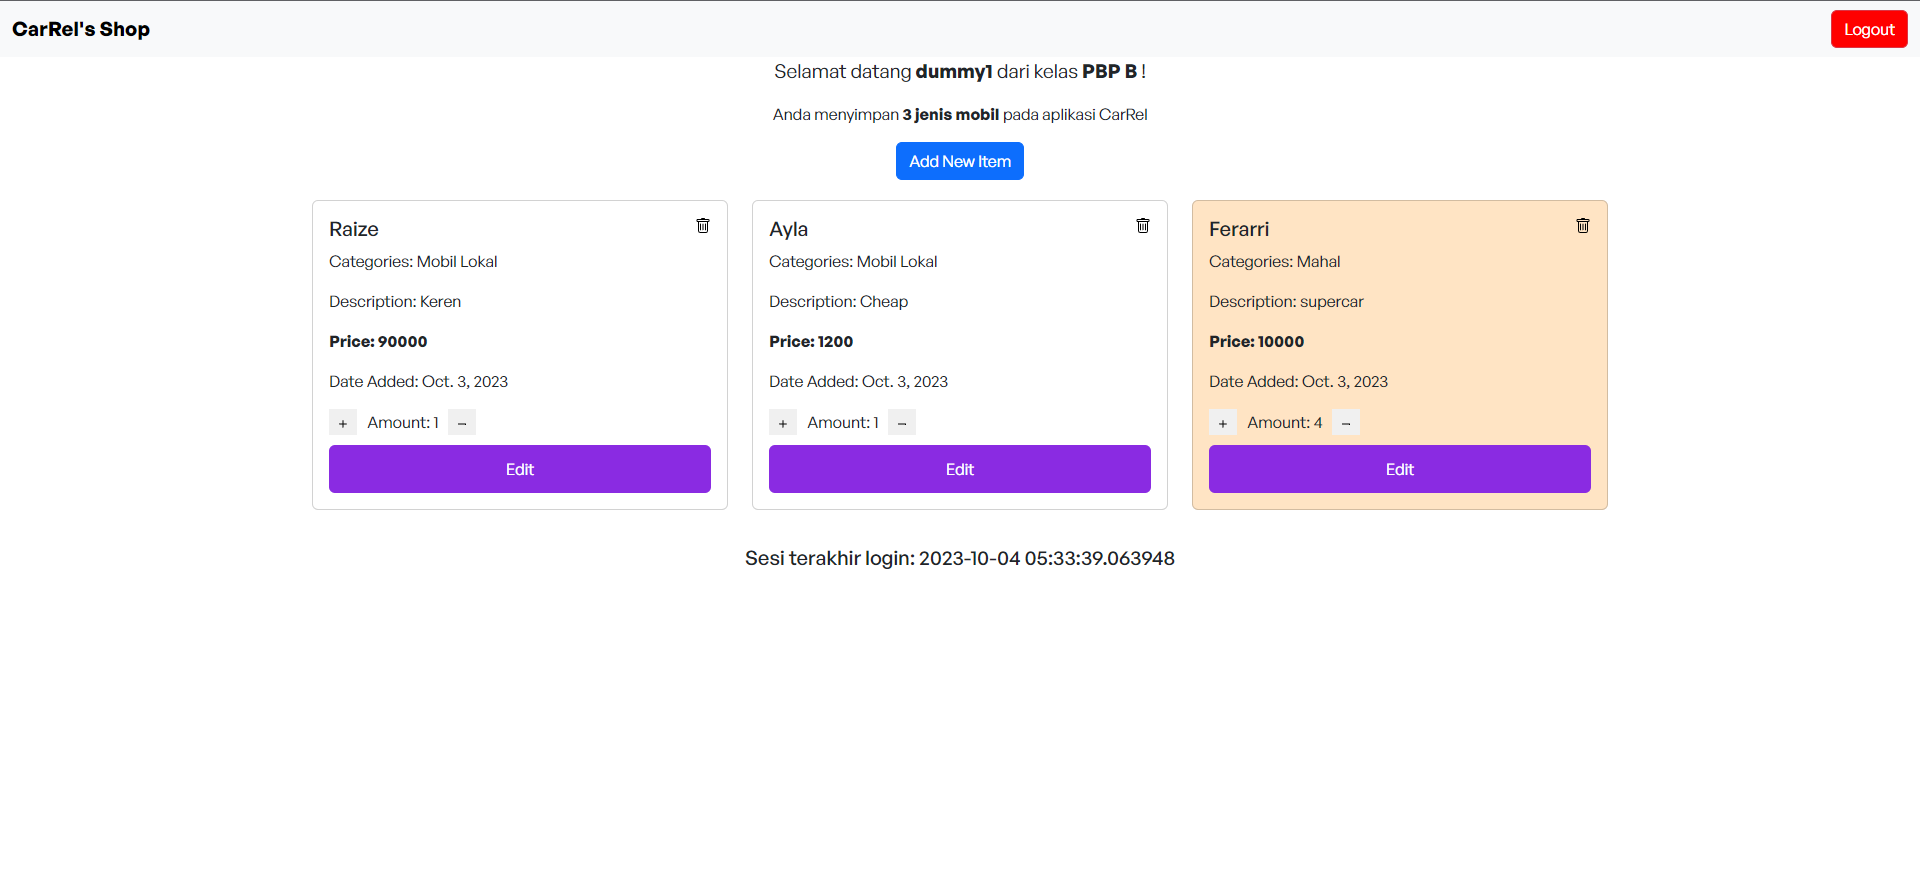 CarRel's Shop
Logout
Selamat datang dummy1 dari kelas PBP B !
Anda menyimpan 3 jenis mobil pada aplikasi CarRel
Add New Item
Raize
Categories: Mobil Lokal
Description: Keren
Price: 90000
Date Added: Oct. 3, 2023
+ Amount: 1 −
Edit
Ayla
Categories: Mobil Lokal
Description: Cheap
Price: 1200
Date Added: Oct. 3, 2023
+ Amount: 1 −
Edit
Ferarri
Categories: Mahal
Description: supercar
Price: 10000
Date Added: Oct. 3, 2023
+ Amount: 4 −
Edit
Sesi terakhir login: 2023-10-04 05:33:39.063948